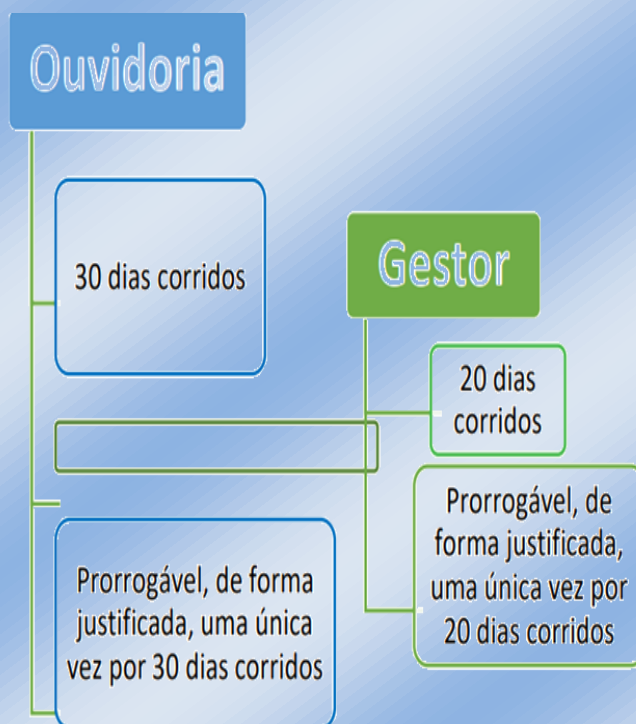 Ouvidoria
30 dias corridos
Prorrogável, de forma
justificada, uma única
vez por 30 dias corridos
Gestor
20 dias
corridos
Prorrogável, de
forma justificada,
uma única vez por
20 dias corridos